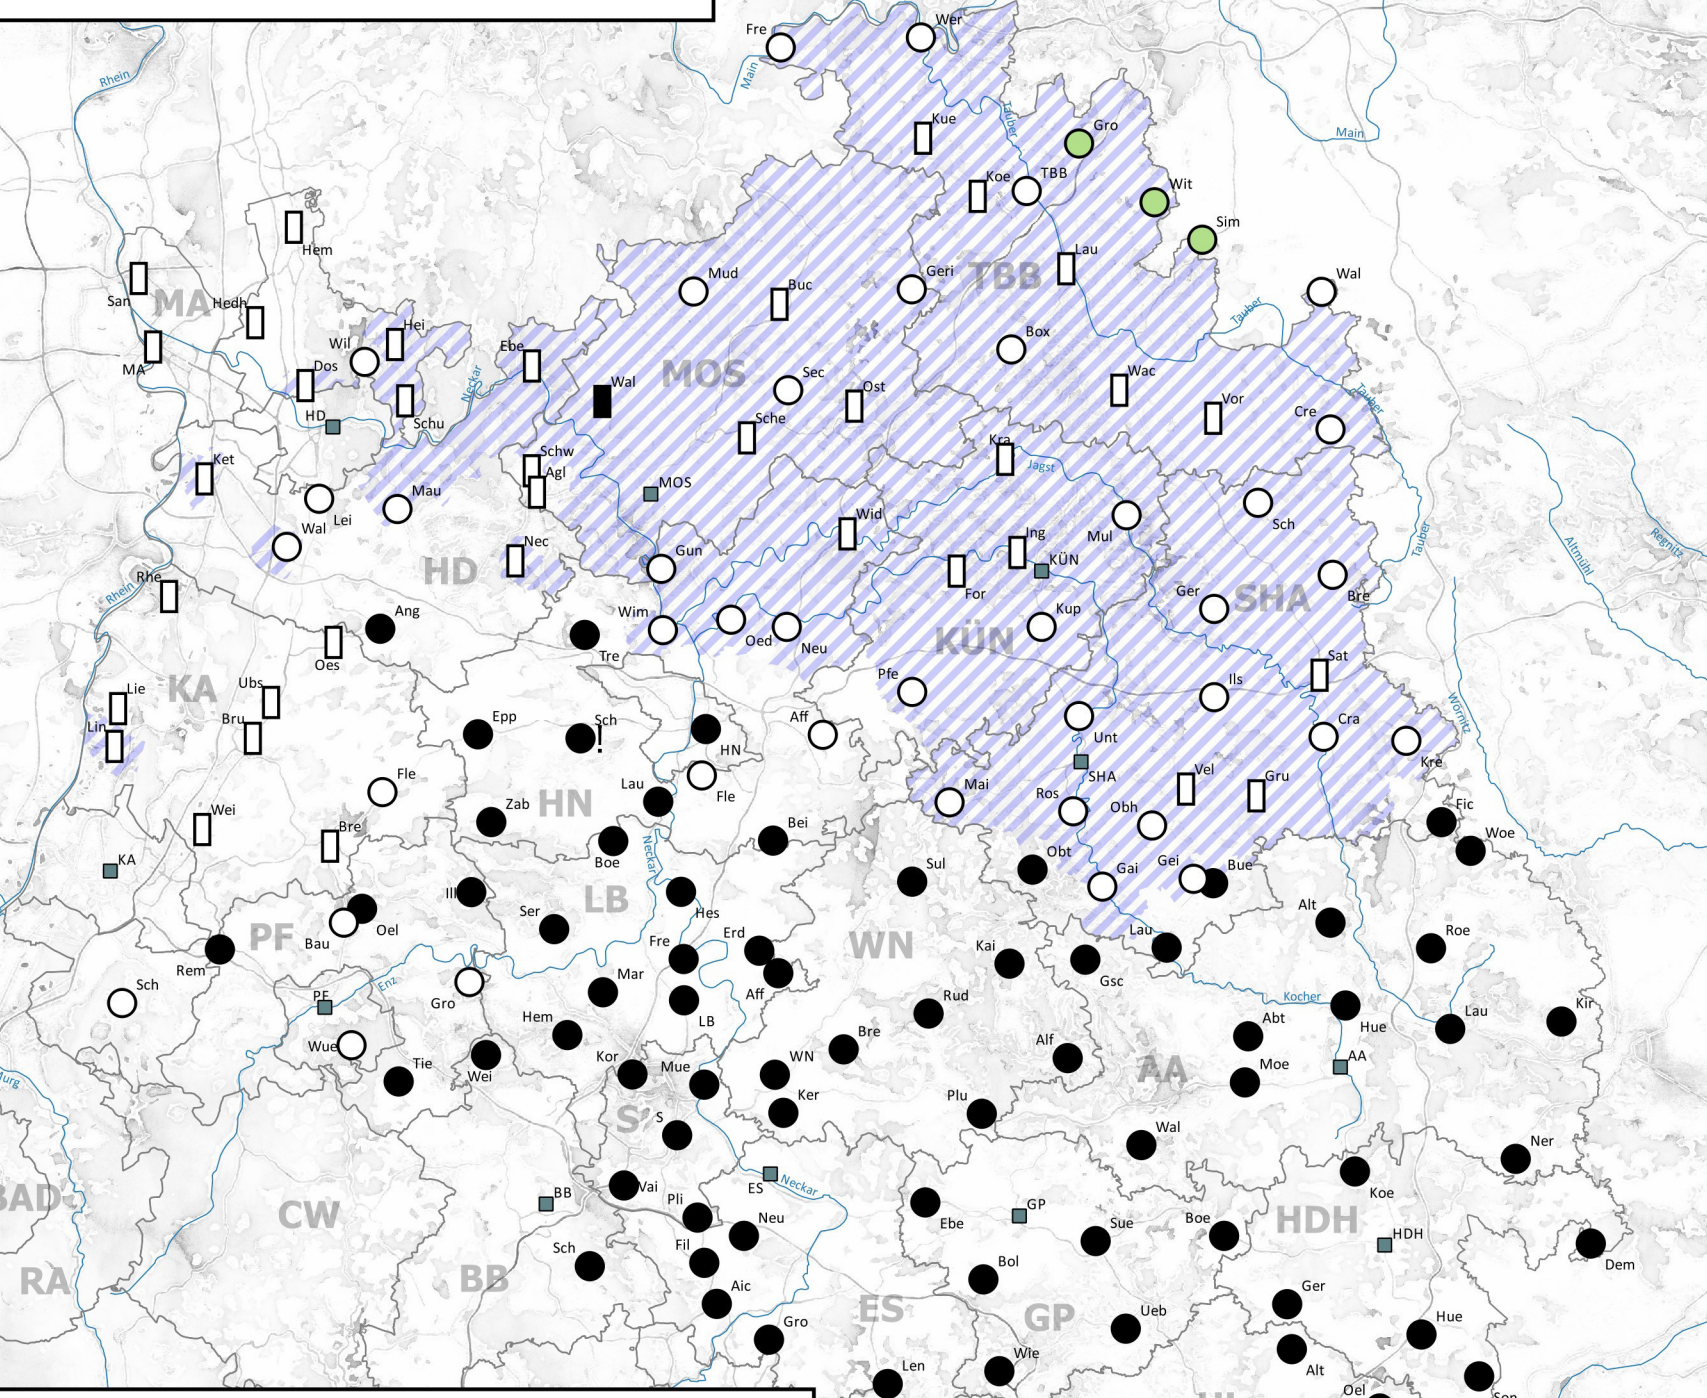 Fre
Wer
Rhein
Main
Kue
Tauber
Gro
Main
Koe
TBB
Wit
Sim
Hem
Lau
San
MA
Hedh
Mud
Buc
Geri
TBB
Wal
Tauber
Hei
Wil
Ebe
Box
MA
Dos
Neckar
Wal
MOS
Sec
Ost
Wac
Vor
Tauber
Cre
HD
Schu
Sche
Kra
Jagst
Ket
Schw
Agl
MOS
Mau
Lei
Wal
Wid
Mul
Sch
Tauber
Altmühl
Regnitz
HD
Nec
Gun
Ing
KÜN
For
Rhe
Rhein
Ger
SHA
Bre
Ang
Wim
Oed
Neu
Kup
KÜN
Oes
Tre
Pfe
Sat
Ils
KA
Lie
Ubs
Lin
Bru
Epp
Sch
!
HN
Aff
Unt
Cra
Kre
Wörnitz
Fle
Lau
Fle
SHA
Vel
Gru
Mai
Ros
Obh
HN
Zab
Wei
Bre
Boe
Bei
Fic
Woe
KA
Neckar
Sul
Obt
Gai
Gei
Bue
Ill
LB
Hes
Ser
PF
Bau
Oel
Fre
Erd
WN
Kai
Gsc
Lau
Alt
Roe
Rem
Sch
PF
Enz
Gro
Mar
Aff
LB
Rud
Kocher
Hue
Lau
Kir
Hem
Wue
Tie
Wei
Kor
Mue
WN
Bre
Alf
Abt
AA
Moe
AA
Murg
Ker
Plu
S
S
Wal
Ner
BAD
CW
BB
Vai
ES
Neckar
Pli
Neu
Ebe
GP
Sue
Boe
HDH
Koe
HDH
Dem
RA
BB
Sch
Fil
Aic
Bol
ES
GP
Ueb
Ger
Hue
Gro
Len
Wie
Alt
Oel
Son